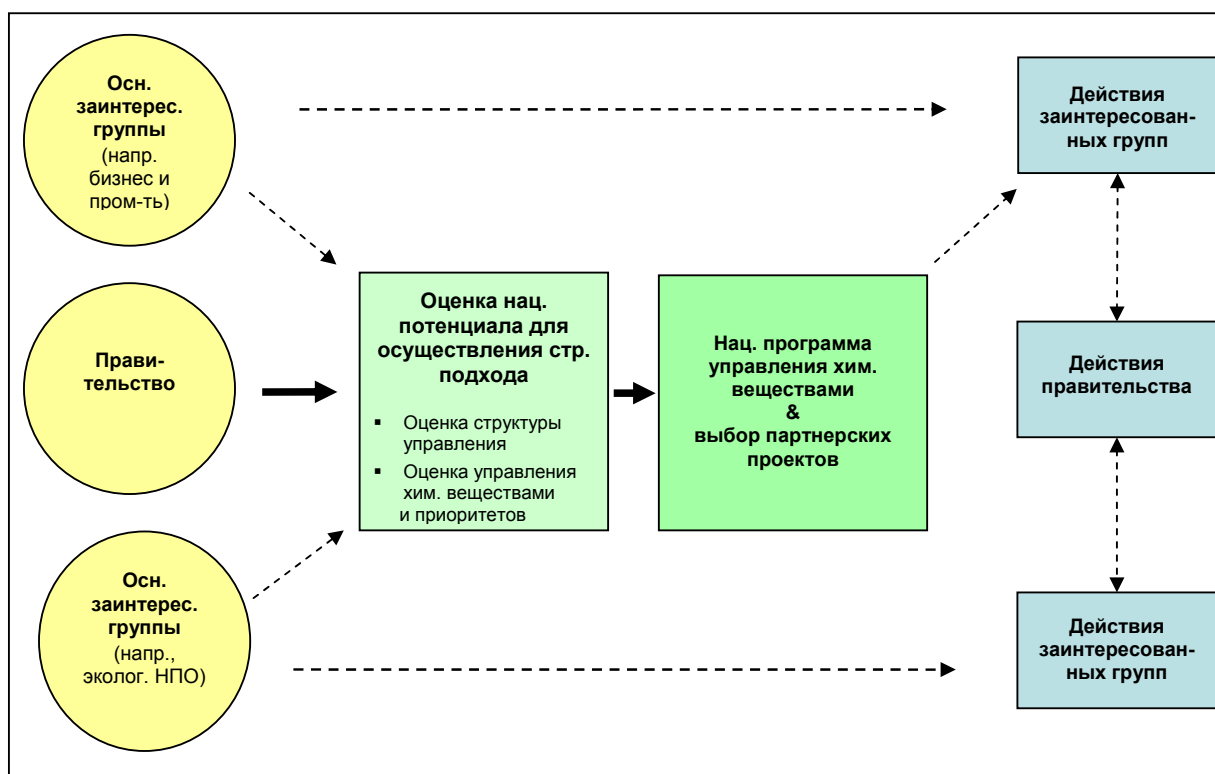 Осн.
заинтерес.
группы
(напр.
бизнес и
пром-ть)
Действия
заинтересован-
ных групп
Прави-
тельство
Оценка нац.
потенциала для
осуществления стр.
подхода
▪ Оценка структуры
управления
▪ Оценка управления
хим. веществами
и приоритетов
Нац. программа
управления хим.
веществами
&
выбор партнерских
проектов
Действия
правительства
Осн.
заинтерес.
группы
(напр.,
эколог. НПО)
Действия
заинтересован-
ных групп